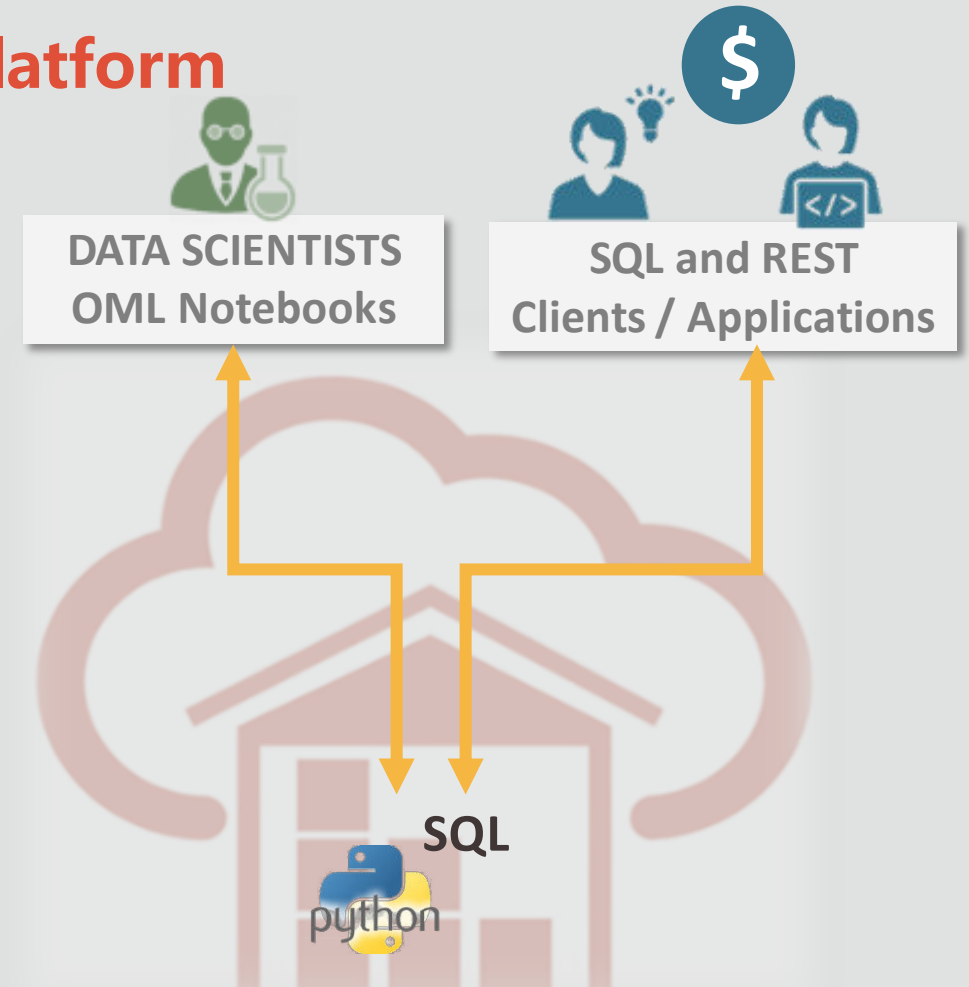 latform
$
</>
DATA SCIENTISTS
OML Notebooks
SQL and REST
Clients / Applications
SQL
python